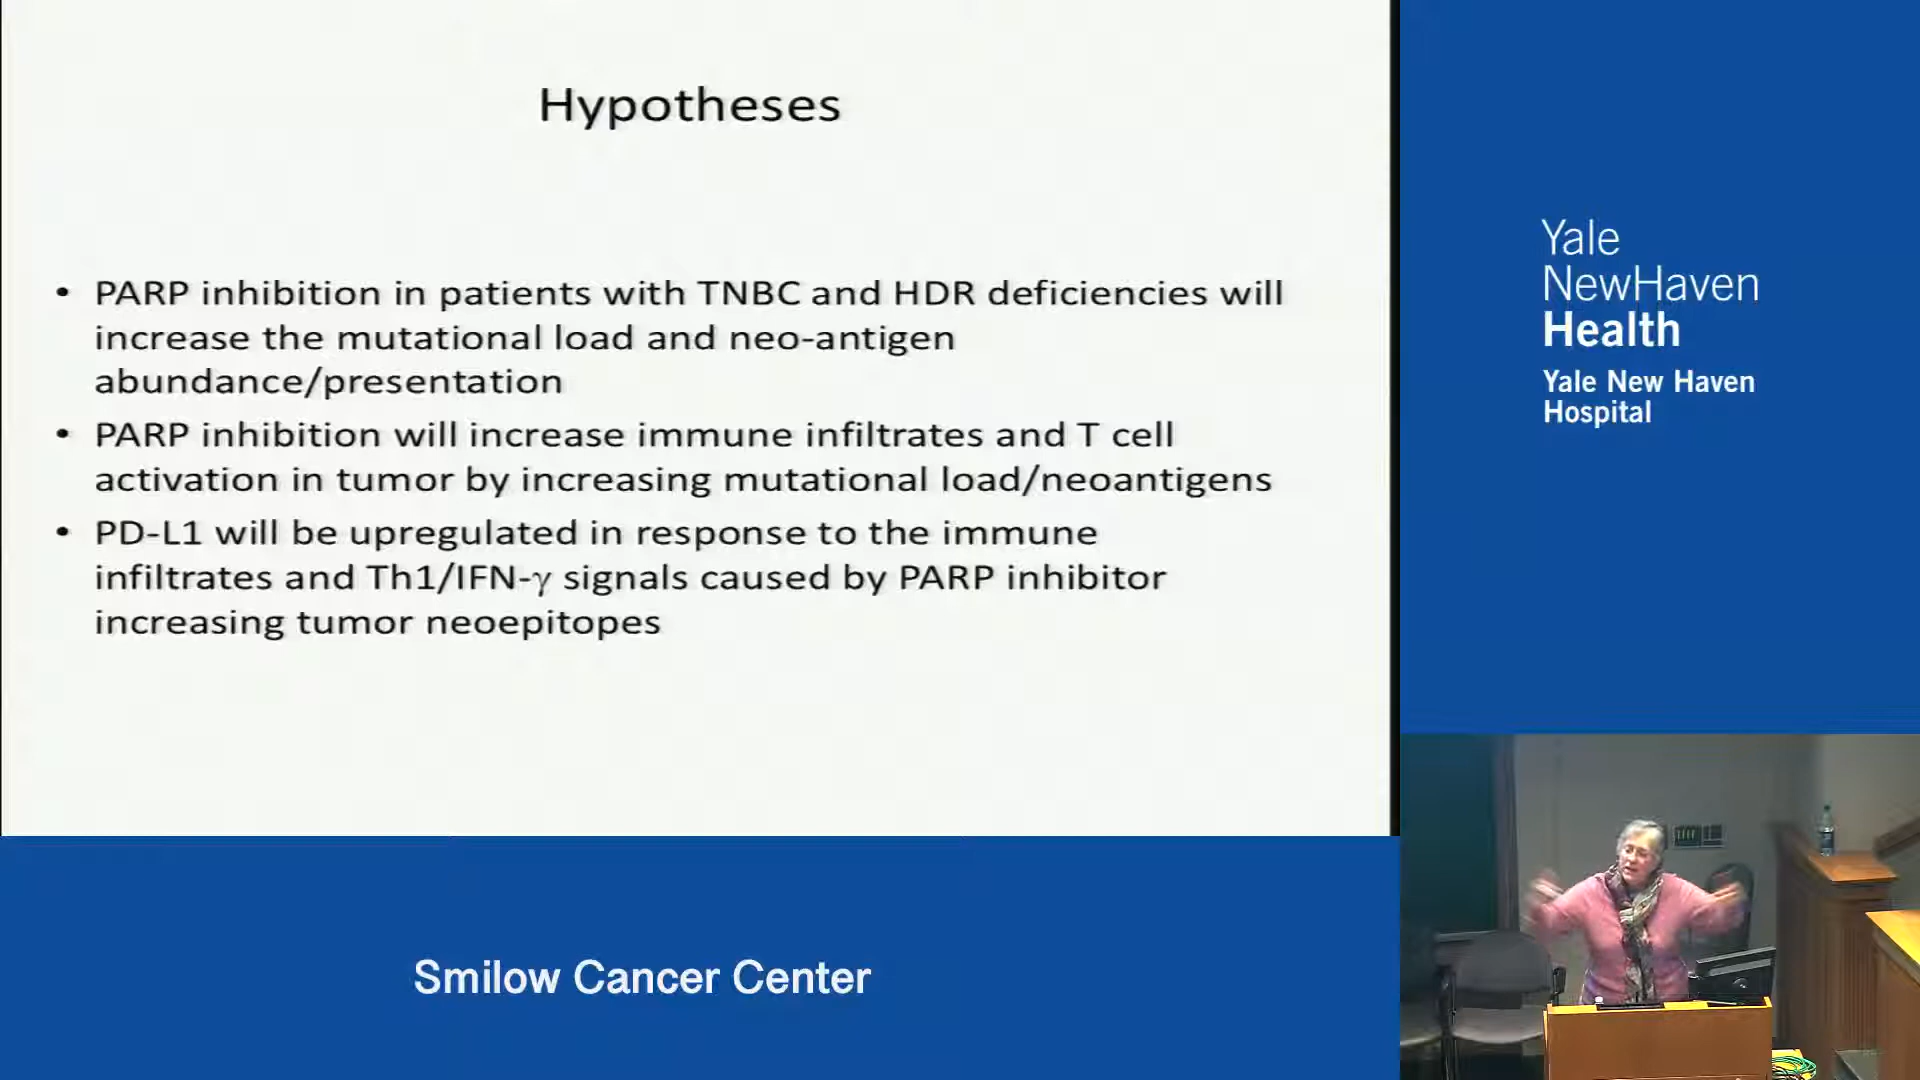 Hypotheses
• PARP inhibition in patients with TNBC and HDR deficiencies will
increase the mutational load and neo-antigen
abundance/presentation
• PARP inhibition will increase immune infiltrates and T cell
activation in tumor by increasing mutational load/neoantigens
• PD-L1 will be upregulated in response to the immune
infiltrates and Th1/IFN-γ signals caused by PARP inhibitor
increasing tumor neoepitopes
Yale
NewHaven
Health
Yale New Haven
Hospital
Smilow Cancer Center